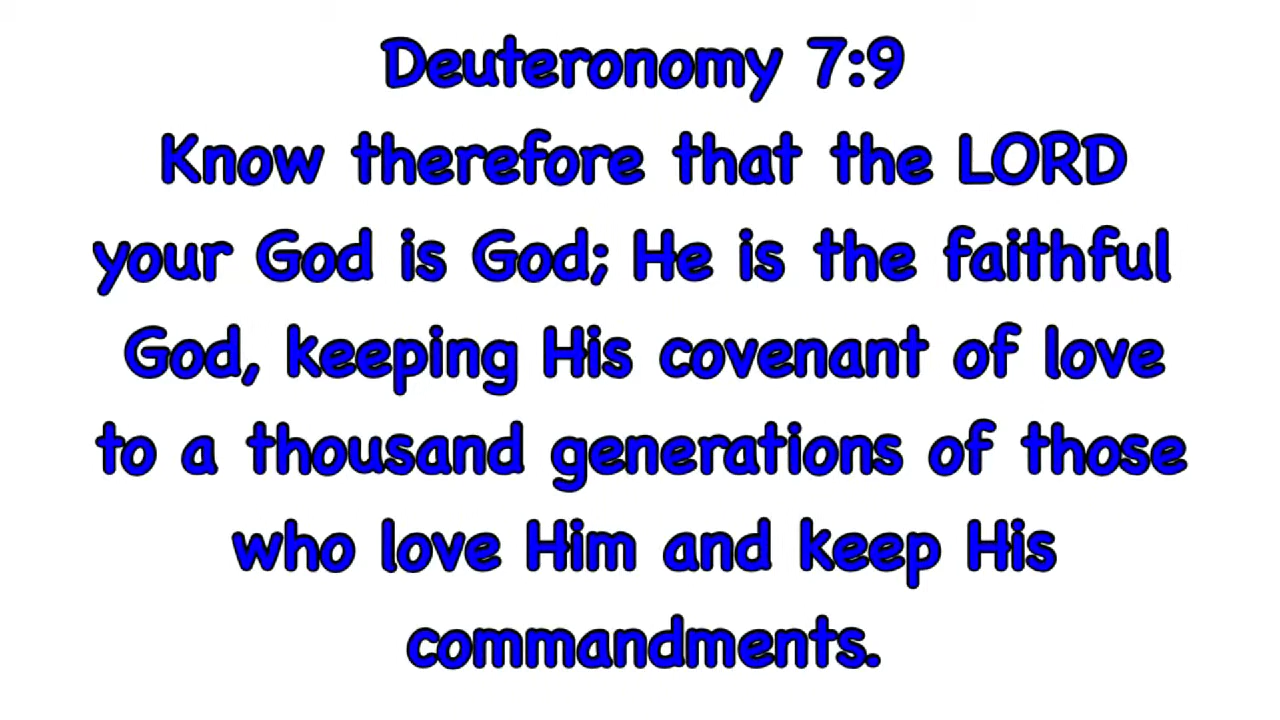 Deuteronomy 7:9
Know therefore that the LORD
your God is God; He is the faithful
God, keeping His covenant of love
to a thousand generations of those
who love Him and keep His
commandments.